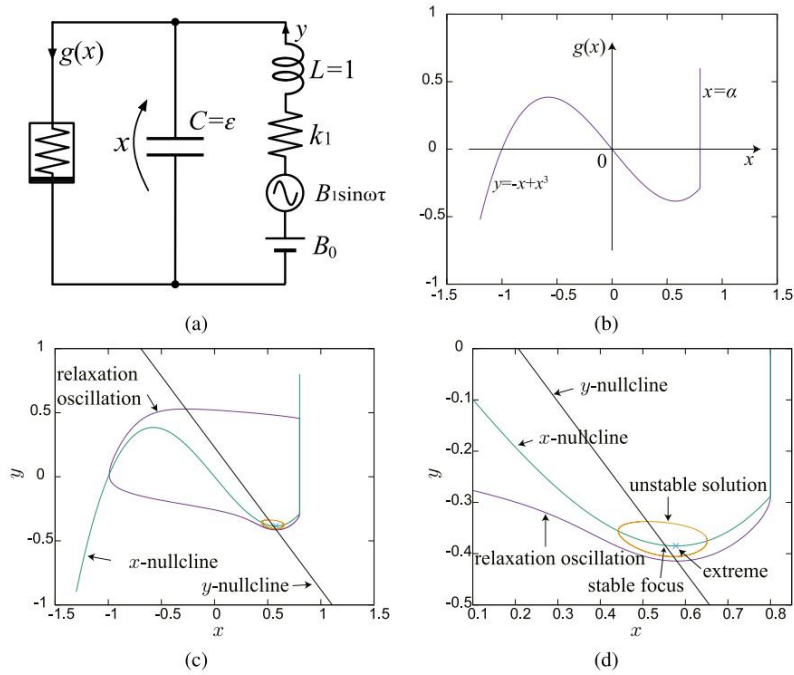 g(x)
x
C=ε
y
L=1
k₁
B₁sinωτ
B₀
(a)
1
0.5
0
-0.5
-1
-1.5
-1
-0.5
0
0.5
1
1.5
g(x)
x=α
0
x
y=-x+x³
(b)
1
0.5
0
-0.5
-1
-1.5
-1
-0.5
0
0.5
1
1.5
y
x
relaxation
oscillation
x-nullcline
y-nullcline
(c)
0
-0.1
-0.2
-0.3
-0.4
-0.5
0.1
0.2
0.3
0.4
0.5
0.6
0.7
0.8
y
x
y-nullcline
x-nullcline
unstable solution
relaxation oscillation
extreme
stable focus
(d)